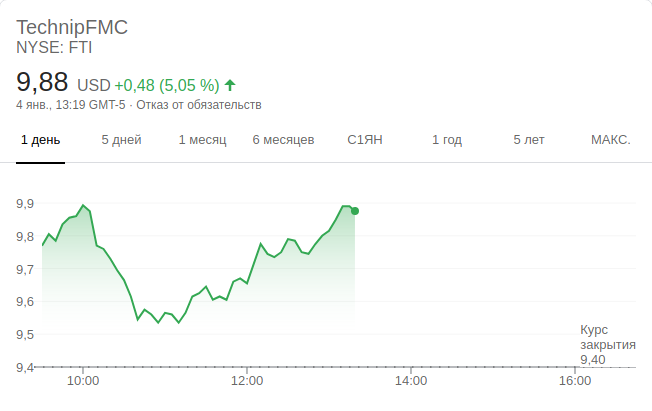 TechnipFMC
NYSE: FTI
9,88 USD +0,48 (5,05 %)
4 янв., 13:19 GMT-5 · Отказ от обязательств
1 день 5 дней 1 месяц 6 месяцев С1ЯН 1 год 5 лет МАКС.
9,9
9,8
9,7
9,6
9,5
Курс
закрытия
9,40
9,4
10:00 12:00 14:00 16:00